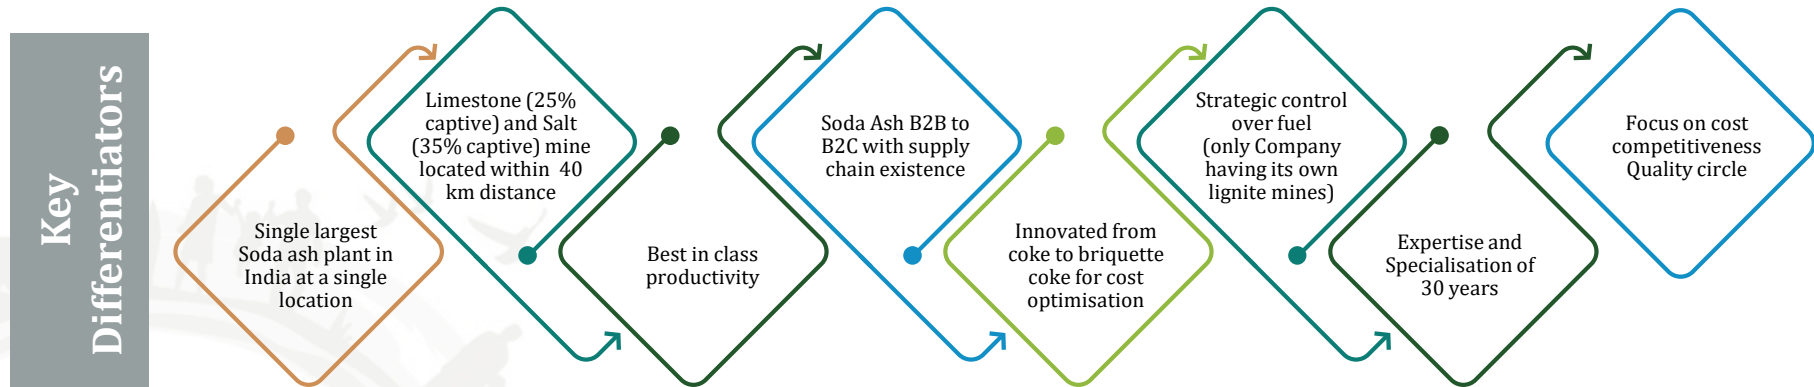 Key
Differentiators
Single largest
Soda ash plant in
India at a single
location
Limestone (25%
captive) and Salt
(35% captive) mine
located within 40
km distance
Best in class
productivity
Soda Ash B2B to
B2C with supply
chain existence
Innovated from
coke to briquette
coke for cost
optimisation
Strategic control
over fuel
(only Company
having its own
lignite mines)
Expertise and
Specialisation of
30 years
Focus on cost
competitiveness
Quality circle